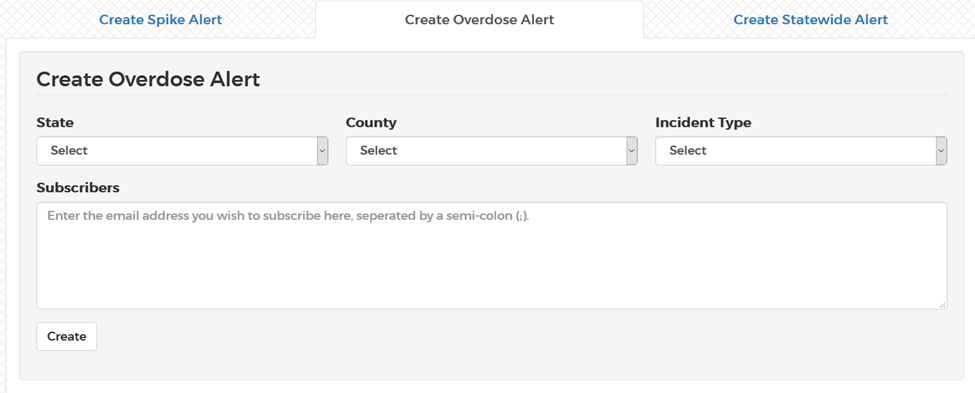 Create Spike Alert Create Overdose Alert Create Statewide Alert
Create Overdose Alert
State County Incident Type
Select Select Select
Subscribers
Enter the email address you wish to subscribe here, seperated by a semi-colon (;).
Create